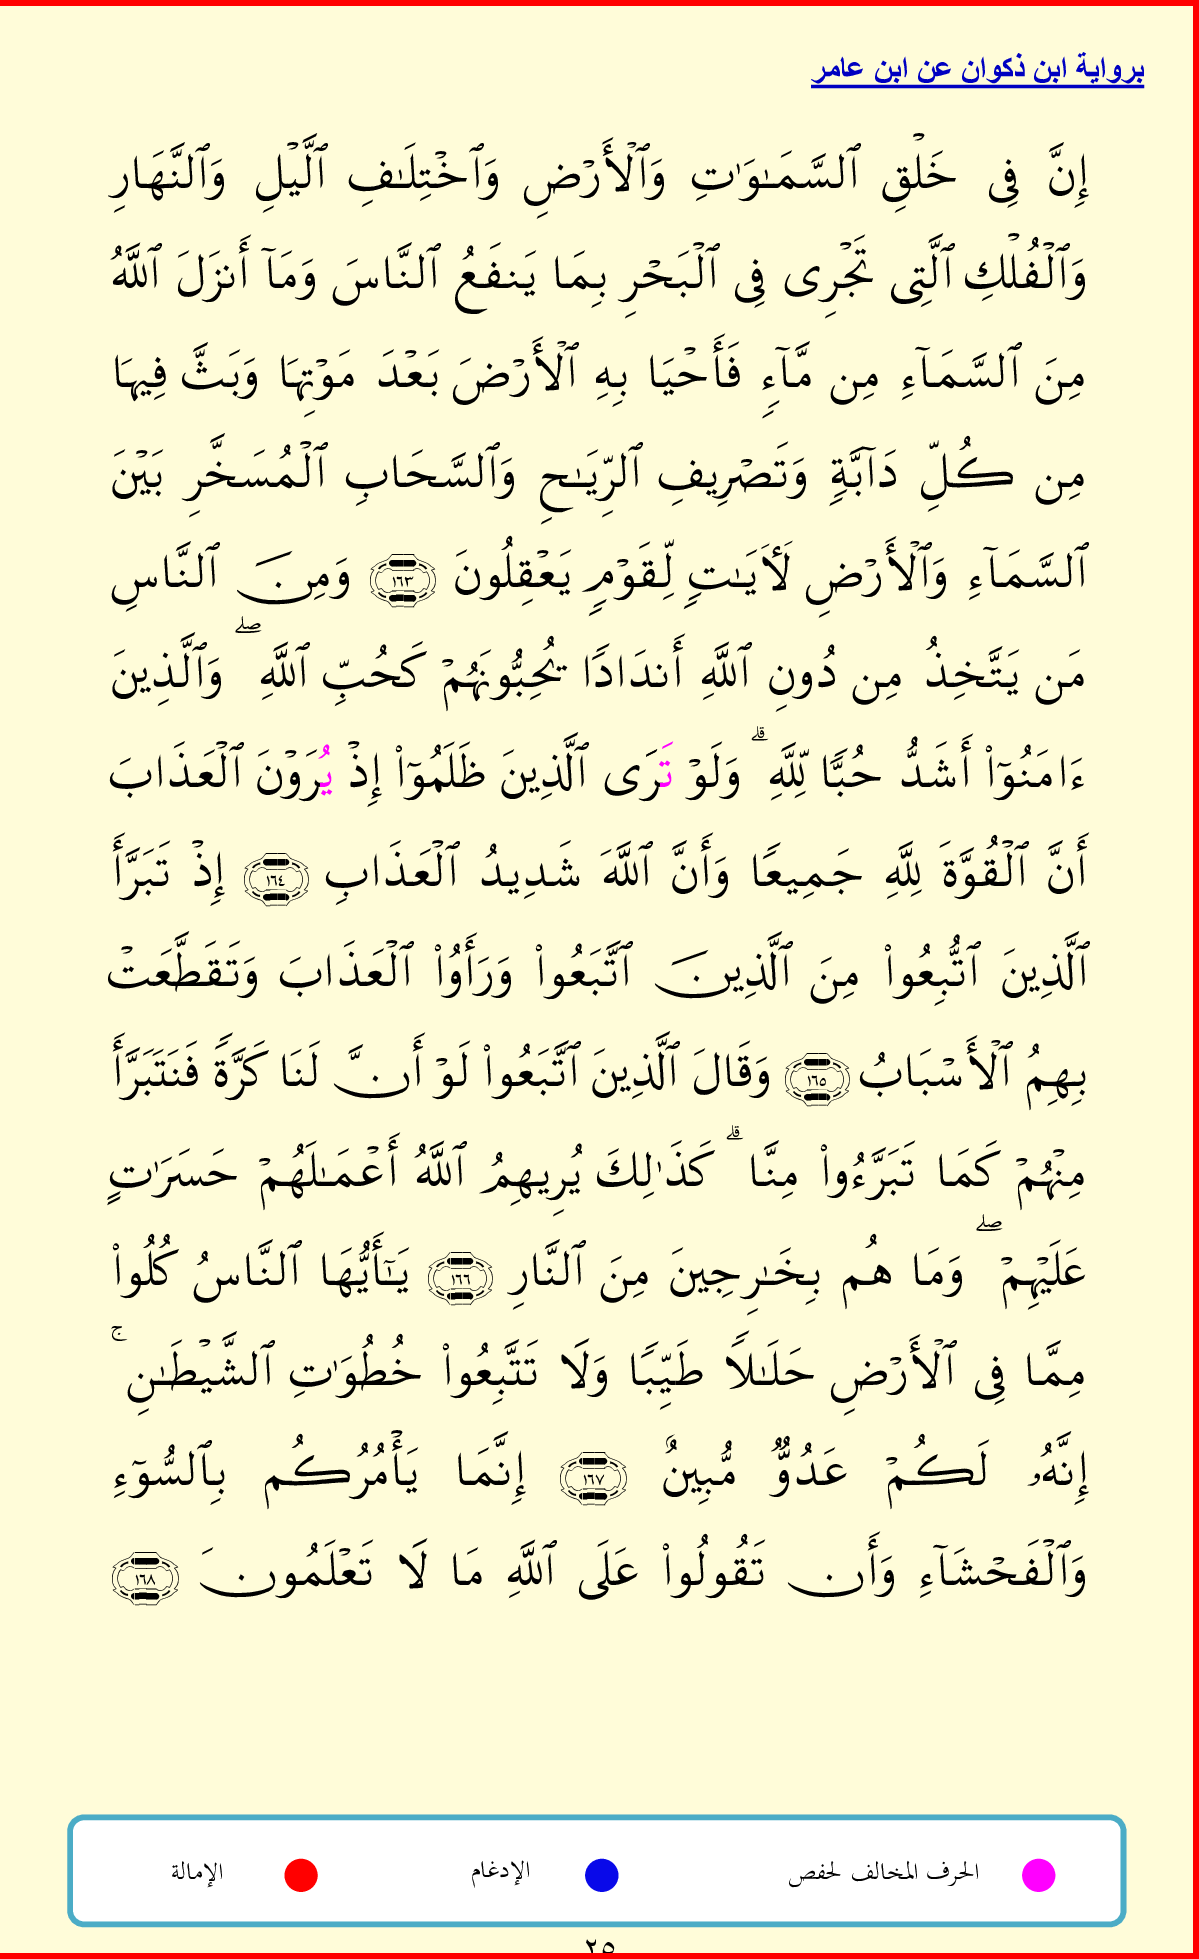 برواية ابن ذكوان عن ابن عامر
إِنَّ فِى خَلْقِ ٱلسَّمَـٰوَٰتِ وَٱلْأَرْضِ وَٱخْتِلَـٰفِ ٱلَّيْلِ وَٱلنَّهَارِ
وَٱلْفُلْكِ ٱلَّتِى تَجْرِى فِى ٱلْبَحْرِ بِمَا يَنفَعُ ٱلنَّاسَ وَمَآ أَنزَلَ ٱللَّهُ
مِنَ ٱلسَّمَآءِ مِن مَّآءٍ فَأَحْيَا بِهِ ٱلْأَرْضَ بَعْدَ مَوْتِهَا وَبَثَّ فِيهَا
مِن كُلِّ دَآبَّةٍ وَتَصْرِيفِ ٱلرِّيَـٰحِ وَٱلسَّحَابِ ٱلْمُسَخَّرِ بَيْنَ
ٱلسَّمَآءِ وَٱلْأَرْضِ لَأَيَـٰتٍ لِّقَوْمٍ يَعْقِلُونَ ١٦٣ وَمِنَ ٱلنَّاسِ
مَن يَتَّخِذُ مِن دُونِ ٱللَّهِ أَندَادًا يُحِبُّونَهُمْ كَحُبِّ ٱللَّهِ ۖ وَٱلَّذِينَ
ءَامَنُوٓا۟ أَشَدُّ حُبًّا لِّلَّهِ ۗ وَلَوْ تَرَى ٱلَّذِينَ ظَلَمُوٓا۟ إِذْ يُرَوْنَ ٱلْعَذَابَ
أَنَّ ٱلْقُوَّةَ لِلَّهِ جَمِيعًا وَأَنَّ ٱللَّهَ شَدِيدُ ٱلْعَذَابِ ١٦٤ إِذْ تَبَرَّأَ
ٱلَّذِينَ ٱتُّبِعُوا۟ مِنَ ٱلَّذِينَ ٱتَّبَعُوا۟ وَرَأَوُا۟ ٱلْعَذَابَ وَتَقَطَّعَتْ
بِهِمُ ٱلْأَسْبَابُ ١٦٥ وَقَالَ ٱلَّذِينَ ٱتَّبَعُوا۟ لَوْ أَنَّ لَنَا كَرَّةً فَنَتَبَرَّأَ
مِنْهُمْ كَمَا تَبَرَّءُوا۟ مِنَّا ۗ كَذَٰلِكَ يُرِيهِمُ ٱللَّهُ أَعْمَـٰلَهُمْ حَسَرَٰتٍ
عَلَيْهِمْ ۖ وَمَا هُم بِخَـٰرِجِينَ مِنَ ٱلنَّارِ ١٦٦ يَـٰٓأَيُّهَا ٱلنَّاسُ كُلُوا۟
مِمَّا فِى ٱلْأَرْضِ حَلَـٰلًا طَيِّبًا وَلَا تَتَّبِعُوا۟ خُطُوَٰتِ ٱلشَّيْطَـٰنِ ۚ
إِنَّهُۥ لَكُمْ عَدُوٌّ مُّبِينٌ ١٦٧ إِنَّمَا يَأْمُرُكُم بِٱلسُّوٓءِ
وَٱلْفَحْشَآءِ وَأَن تَقُولُوا۟ عَلَى ٱللَّهِ مَا لَا تَعْلَمُونَ ١٦٨
الحرف المخالف لحفص الإدغام الإمالة
٢٥